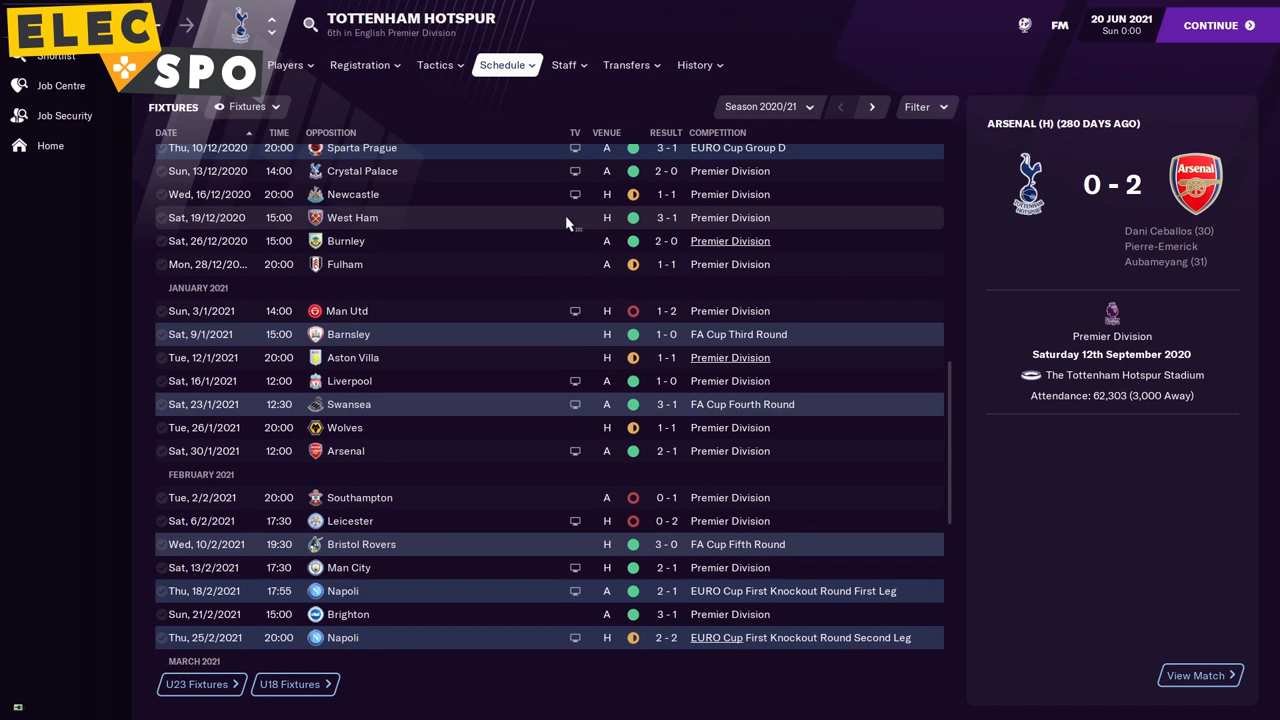 ELEC
SPO
TOTTENHAM HOTSPUR
6th in English Premier Division
FM
20 JUN 2021
Sun 0:00
CONTINUE
Shortlist
Job Centre
Job Security
Home
Players
Registration
Tactics
Schedule
Staff
Transfers
History
FIXTURES
Fixtures
Season 2020/21
Filter
DATE TIME OPPOSITION TV VENUE RESULT COMPETITION
Thu, 10/12/2020 20:00 Sparta Prague A 3 - 1 EURO Cup Group D
Sun, 13/12/2020 14:00 Crystal Palace A 2 - 0 Premier Division
Wed, 16/12/2020 20:00 Newcastle H 1 - 1 Premier Division
Sat, 19/12/2020 15:00 West Ham H 3 - 1 Premier Division
Sat, 26/12/2020 15:00 Burnley A 2 - 0 Premier Division
Mon, 28/12/20... 20:00 Fulham A 1 - 1 Premier Division
JANUARY 2021
Sun, 3/1/2021 14:00 Man Utd H 1 - 2 Premier Division
Sat, 9/1/2021 15:00 Barnsley H 1 - 0 FA Cup Third Round
Tue, 12/1/2021 20:00 Aston Villa H 1 - 1 Premier Division
Sat, 16/1/2021 12:00 Liverpool A 1 - 0 Premier Division
Sat, 23/1/2021 12:30 Swansea A 3 - 1 FA Cup Fourth Round
Tue, 26/1/2021 20:00 Wolves H 1 - 1 Premier Division
Sat, 30/1/2021 12:00 Arsenal A 2 - 1 Premier Division
FEBRUARY 2021
Tue, 2/2/2021 20:00 Southampton A 0 - 1 Premier Division
Sat, 6/2/2021 17:30 Leicester H 0 - 2 Premier Division
Wed, 10/2/2021 19:30 Bristol Rovers H 3 - 0 FA Cup Fifth Round
Sat, 13/2/2021 17:30 Man City H 2 - 1 Premier Division
Thu, 18/2/2021 17:55 Napoli A 2 - 1 EURO Cup First Knockout Round First Leg
Sun, 21/2/2021 15:00 Brighton A 3 - 1 Premier Division
Thu, 25/2/2021 20:00 Napoli H 2 - 2 EURO Cup First Knockout Round Second Leg
MARCH 2021
U23 Fixtures
U18 Fixtures
ARSENAL (H) (280 DAYS AGO)
TOTTENHAM
HOTSPUR
0 - 2
Arsenal
Dani Ceballos (30)
Pierre-Emerick
Aubameyang (31)
Premier Division
Saturday 12th September 2020
The Tottenham Hotspur Stadium
Attendance: 62,303 (3,000 Away)
View Match